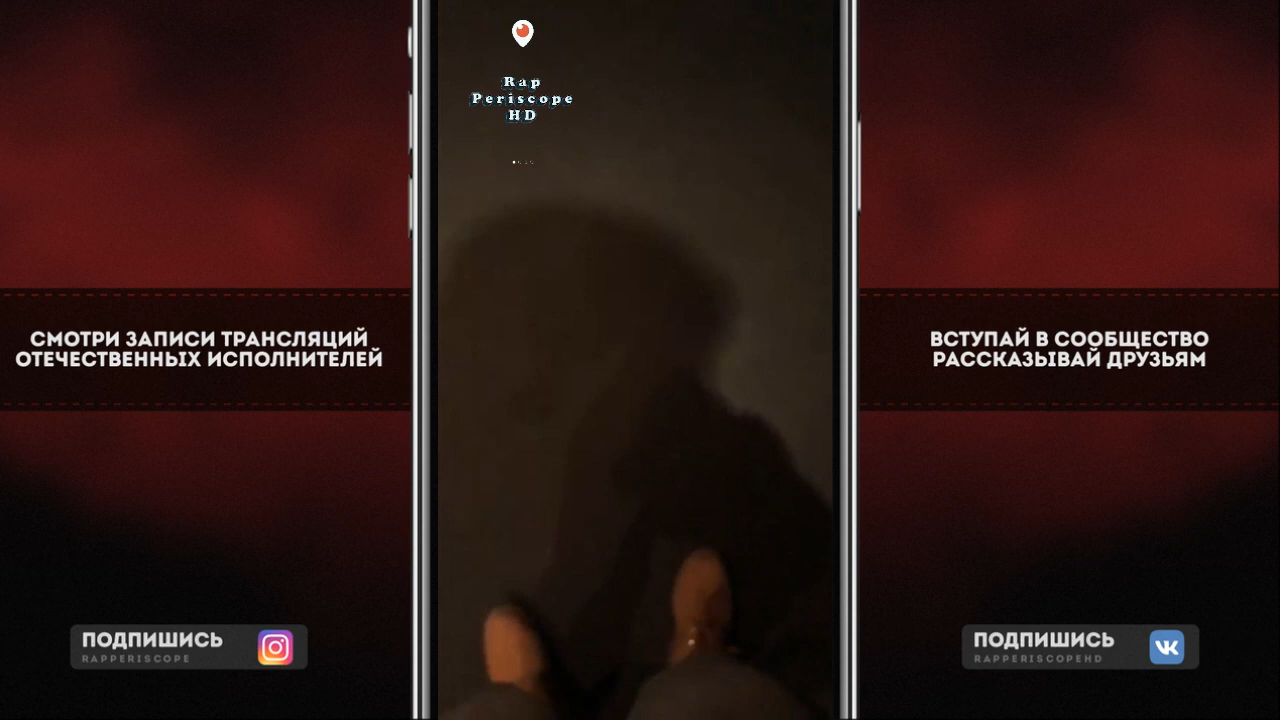 Rap
Periscope
HD
СМОТРИ ЗАПИСИ ТРАНСЛЯЦИЙ
ОТЕЧЕСТВЕННЫХ ИСПОЛНИТЕЛЕЙ
ВСТУПАЙ В СООБЩЕСТВО
РАССКАЗЫВАЙ ДРУЗЬЯМ
ПОДПИШИСЬ
RAPPERISCOPE
ПОДПИШИСЬ
RAPPERISCOPEHD